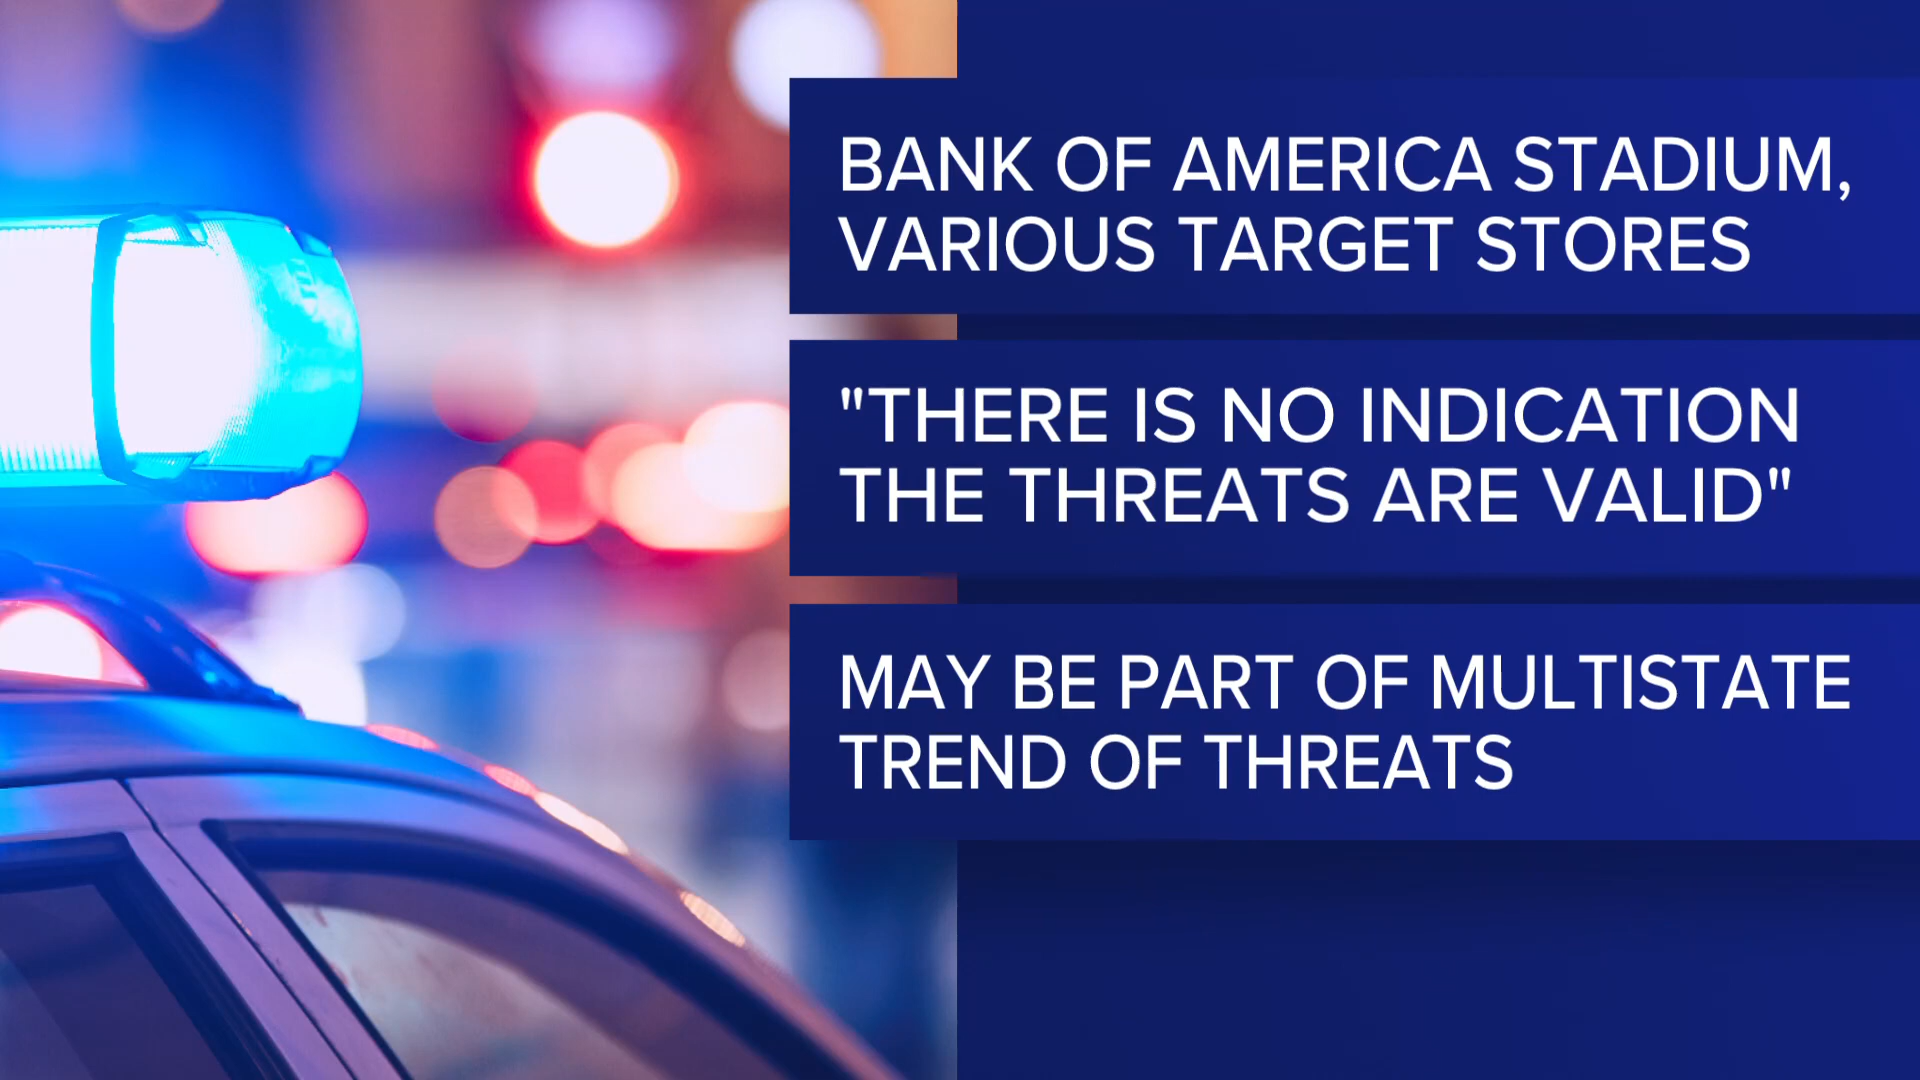 BANK OF AMERICA STADIUM,
VARIOUS TARGET STORES
"THERE IS NO INDICATION
THE THREATS ARE VALID"
MAY BE PART OF MULTISTATE
TREND OF THREATS